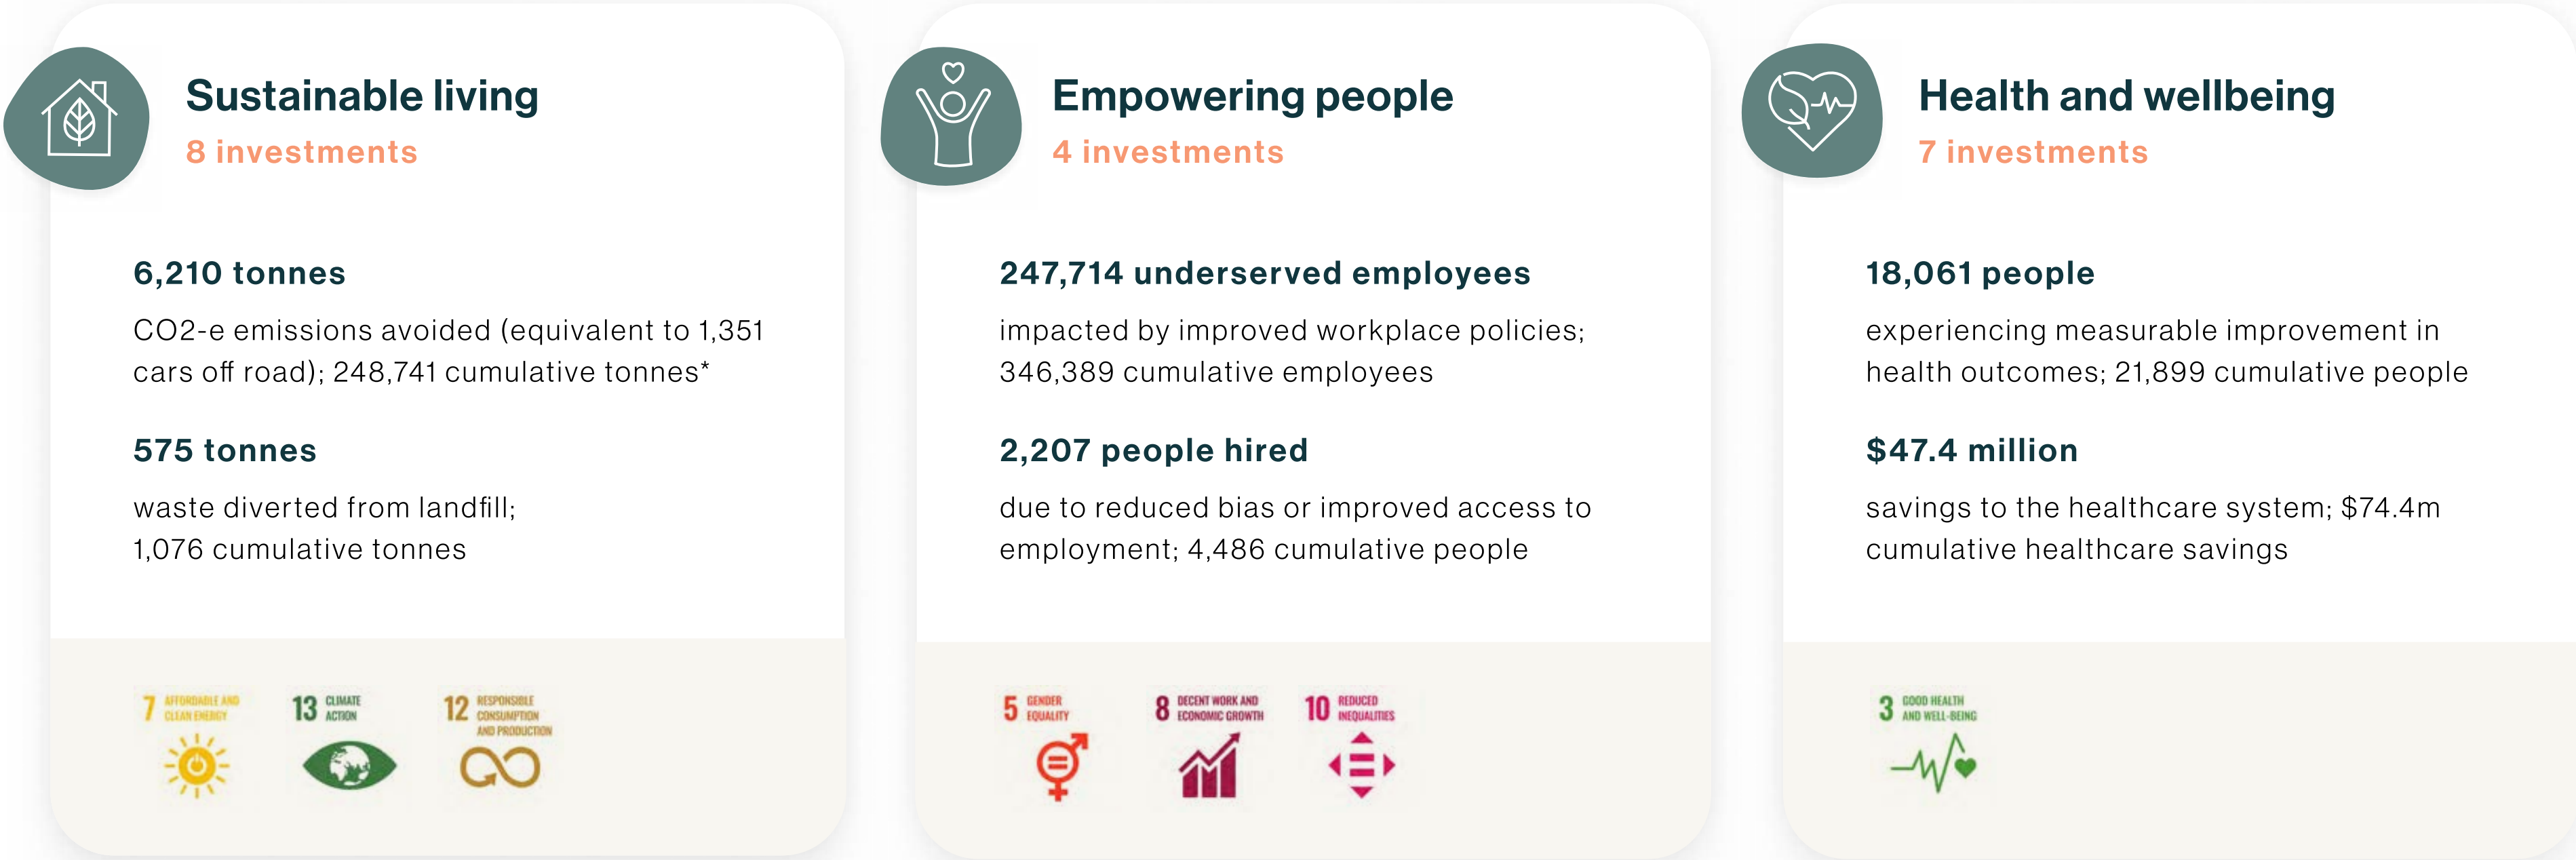 Sustainable living
8 investments
6,210 tonnes
CO2-e emissions avoided (equivalent to 1,351
cars off road); 248,741 cumulative tonnes*
575 tonnes
waste diverted from landfill;
1,076 cumulative tonnes
7 AFFORDABLE AND
CLEAN ENERGY
13 CLIMATE
ACTION
12 RESPONSIBLE
CONSUMPTION
AND PRODUCTION
Empowering people
4 investments
247,714 underserved employees
impacted by improved workplace policies;
346,389 cumulative employees
2,207 people hired
due to reduced bias or improved access to
employment; 4,486 cumulative people
5 GENDER
EQUALITY
8 DECENT WORK AND
ECONOMIC GROWTH
10 REDUCED
INEQUALITIES
Health and wellbeing
7 investments
18,061 people
experiencing measurable improvement in
health outcomes; 21,899 cumulative people
$47.4 million
savings to the healthcare system; $74.4m
cumulative healthcare savings
3 GOOD HEALTH
AND WELL-BEING